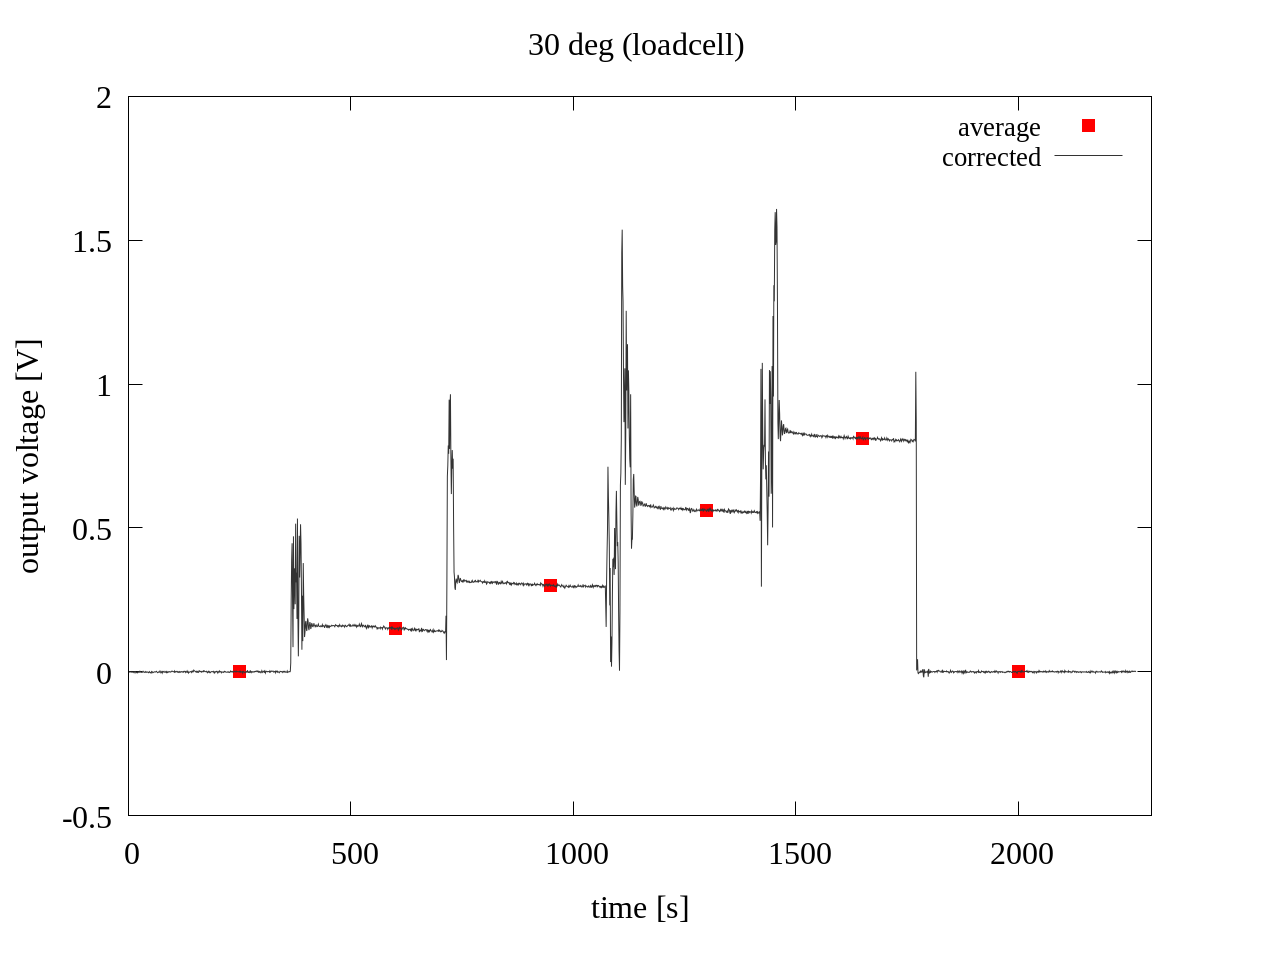 30 deg (loadcell)
2
average
corrected
1.5
1
0.5
0
-0.5
output voltage [V]
0 500 1000 1500 2000
time [s]